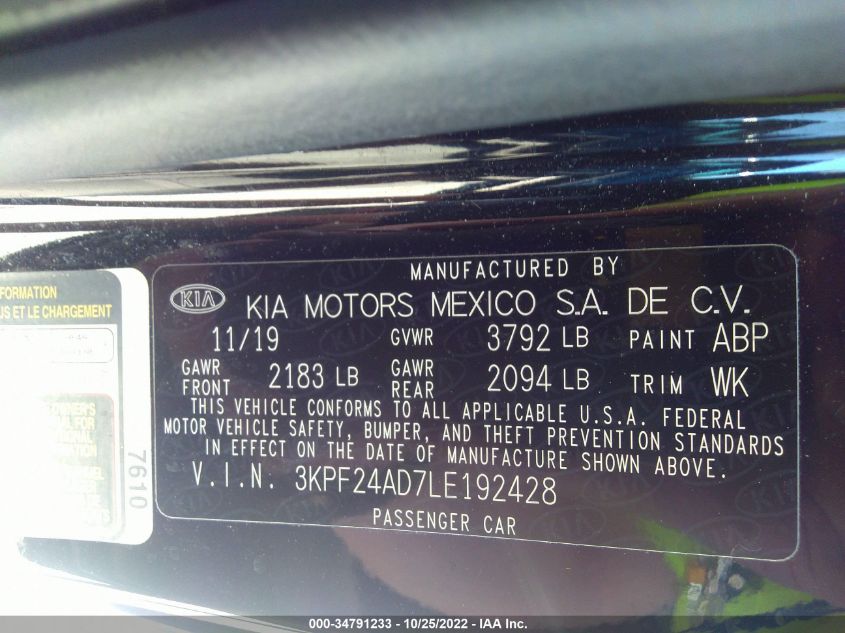 MANUFACTURED BY
KIA KIA MOTORS MEXICO S.A. DE C.V.
11/19 GVWR 3792 LB PAINT ABP
GAWR FRONT 2183 LB GAWR REAR 2094 LB TRIM WK
THIS VEHICLE CONFORMS TO ALL APPLICABLE U.S.A. FEDERAL
MOTOR VEHICLE SAFETY, BUMPER, AND THEFT PREVENTION STANDARDS
IN EFFECT ON THE DATE OF MANUFACTURE SHOWN ABOVE.
V.I.N. 3KPF24AD7LE192428
PASSENGER CAR
FORMATION
US ET LE CHARGEMENT
7610
000-34791233 - 10/25/2022 - IAA Inc.